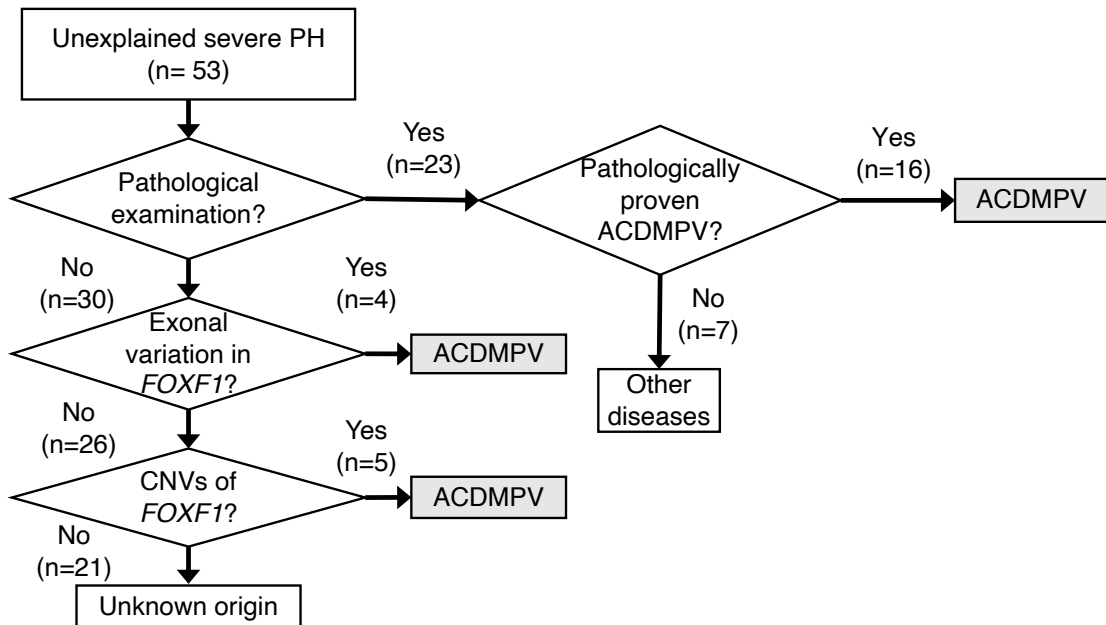 Unexplained severe PH
(n= 53)
Pathological
examination?
Yes
(n=23)
Pathologically
proven
ACDMPV?
Yes
(n=16)
ACDMPV
No
(n=7)
Other
diseases
No
(n=30)
Exonal
variation in
FOXF1?
Yes
(n=4)
ACDMPV
No
(n=26)
CNVs of
FOXF1?
Yes
(n=5)
ACDMPV
No
(n=21)
Unknown origin